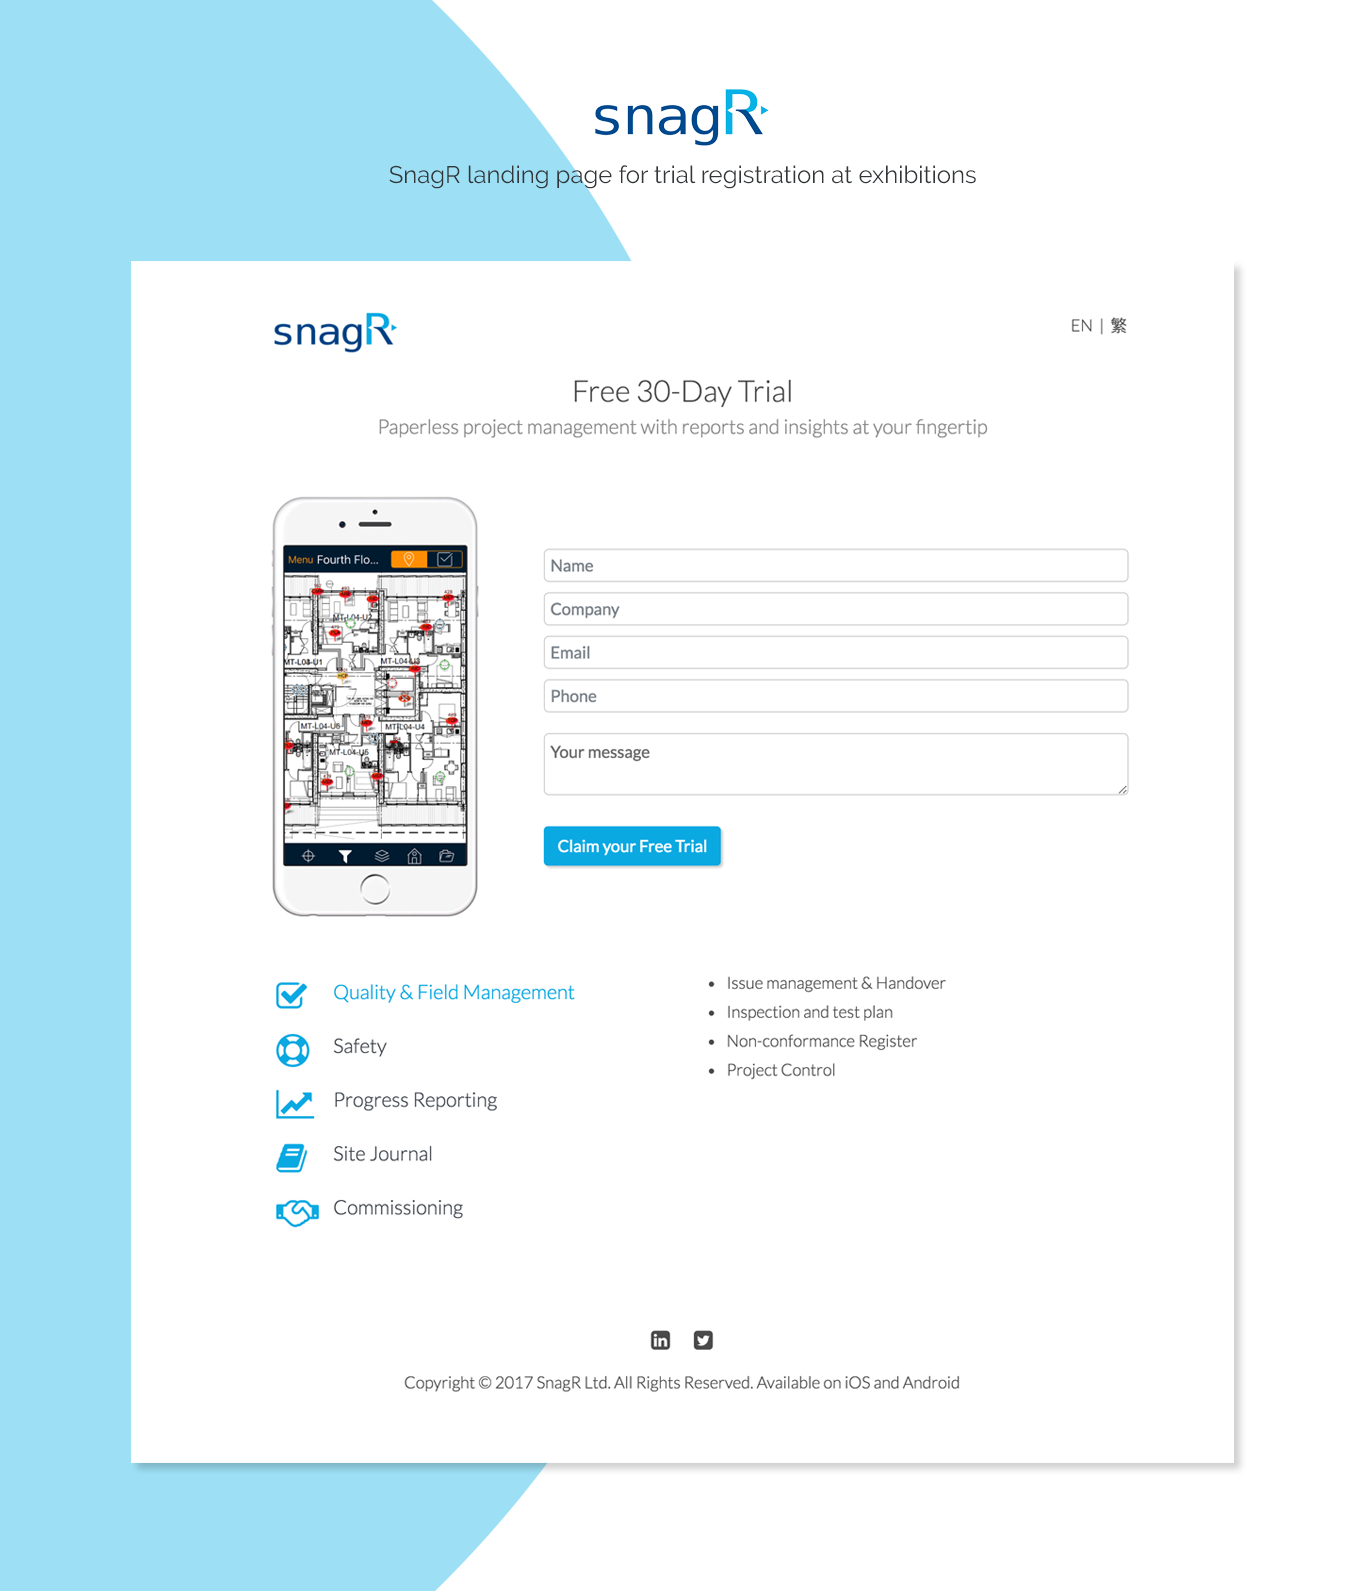 snagR
SnagR landing page for trial registration at exhibitions
snagR
EN | 繁
Free 30-Day Trial
Paperless project management with reports and insights at your fingertip
Menu Fourth Flo...
MT-L04-U2
MT-L04-U1
MT-L04-U3
MT-L04-U6
MT-L04-U4
MT-L04-U5
Name
Company
Email
Phone
Your message
Claim your Free Trial
Quality & Field Management
Safety
Progress Reporting
Site Journal
Commissioning
Issue management & Handover
Inspection and test plan
Non-conformance Register
Project Control
in
Copyright © 2017 SnagR Ltd. All Rights Reserved. Available on iOS and Android